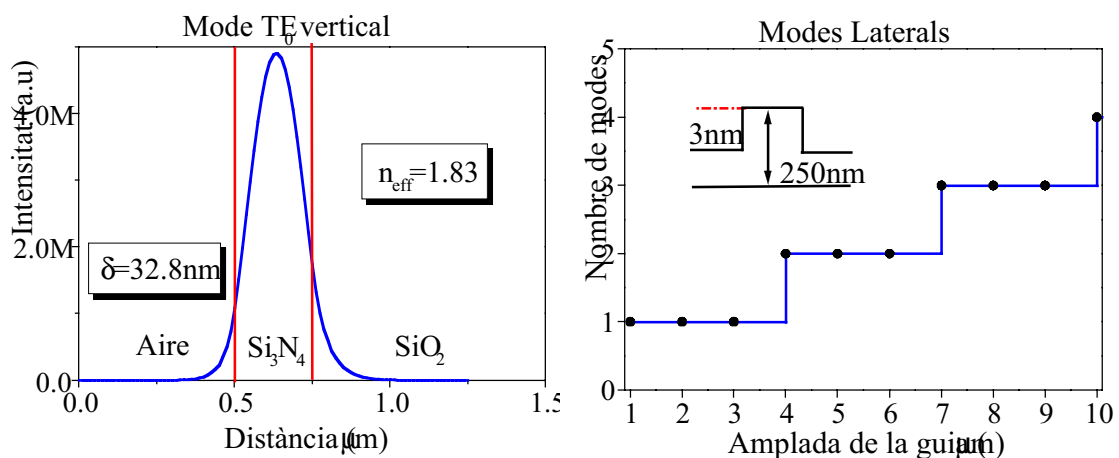 Mode TE0 vertical
Intensitat (a.u)
4.0M
2.0M
0.0
neff=1.83
δ=32.8nm
Aire
Si3N4
SiO2
0.0
0.5
1.0
1.5
Distància (μm)
Modes Laterals
Nombre de modes
5
4
3
2
1
0
3nm
250nm
1
2
3
4
5
6
7
8
9
10
Amplada de la guia (μm)